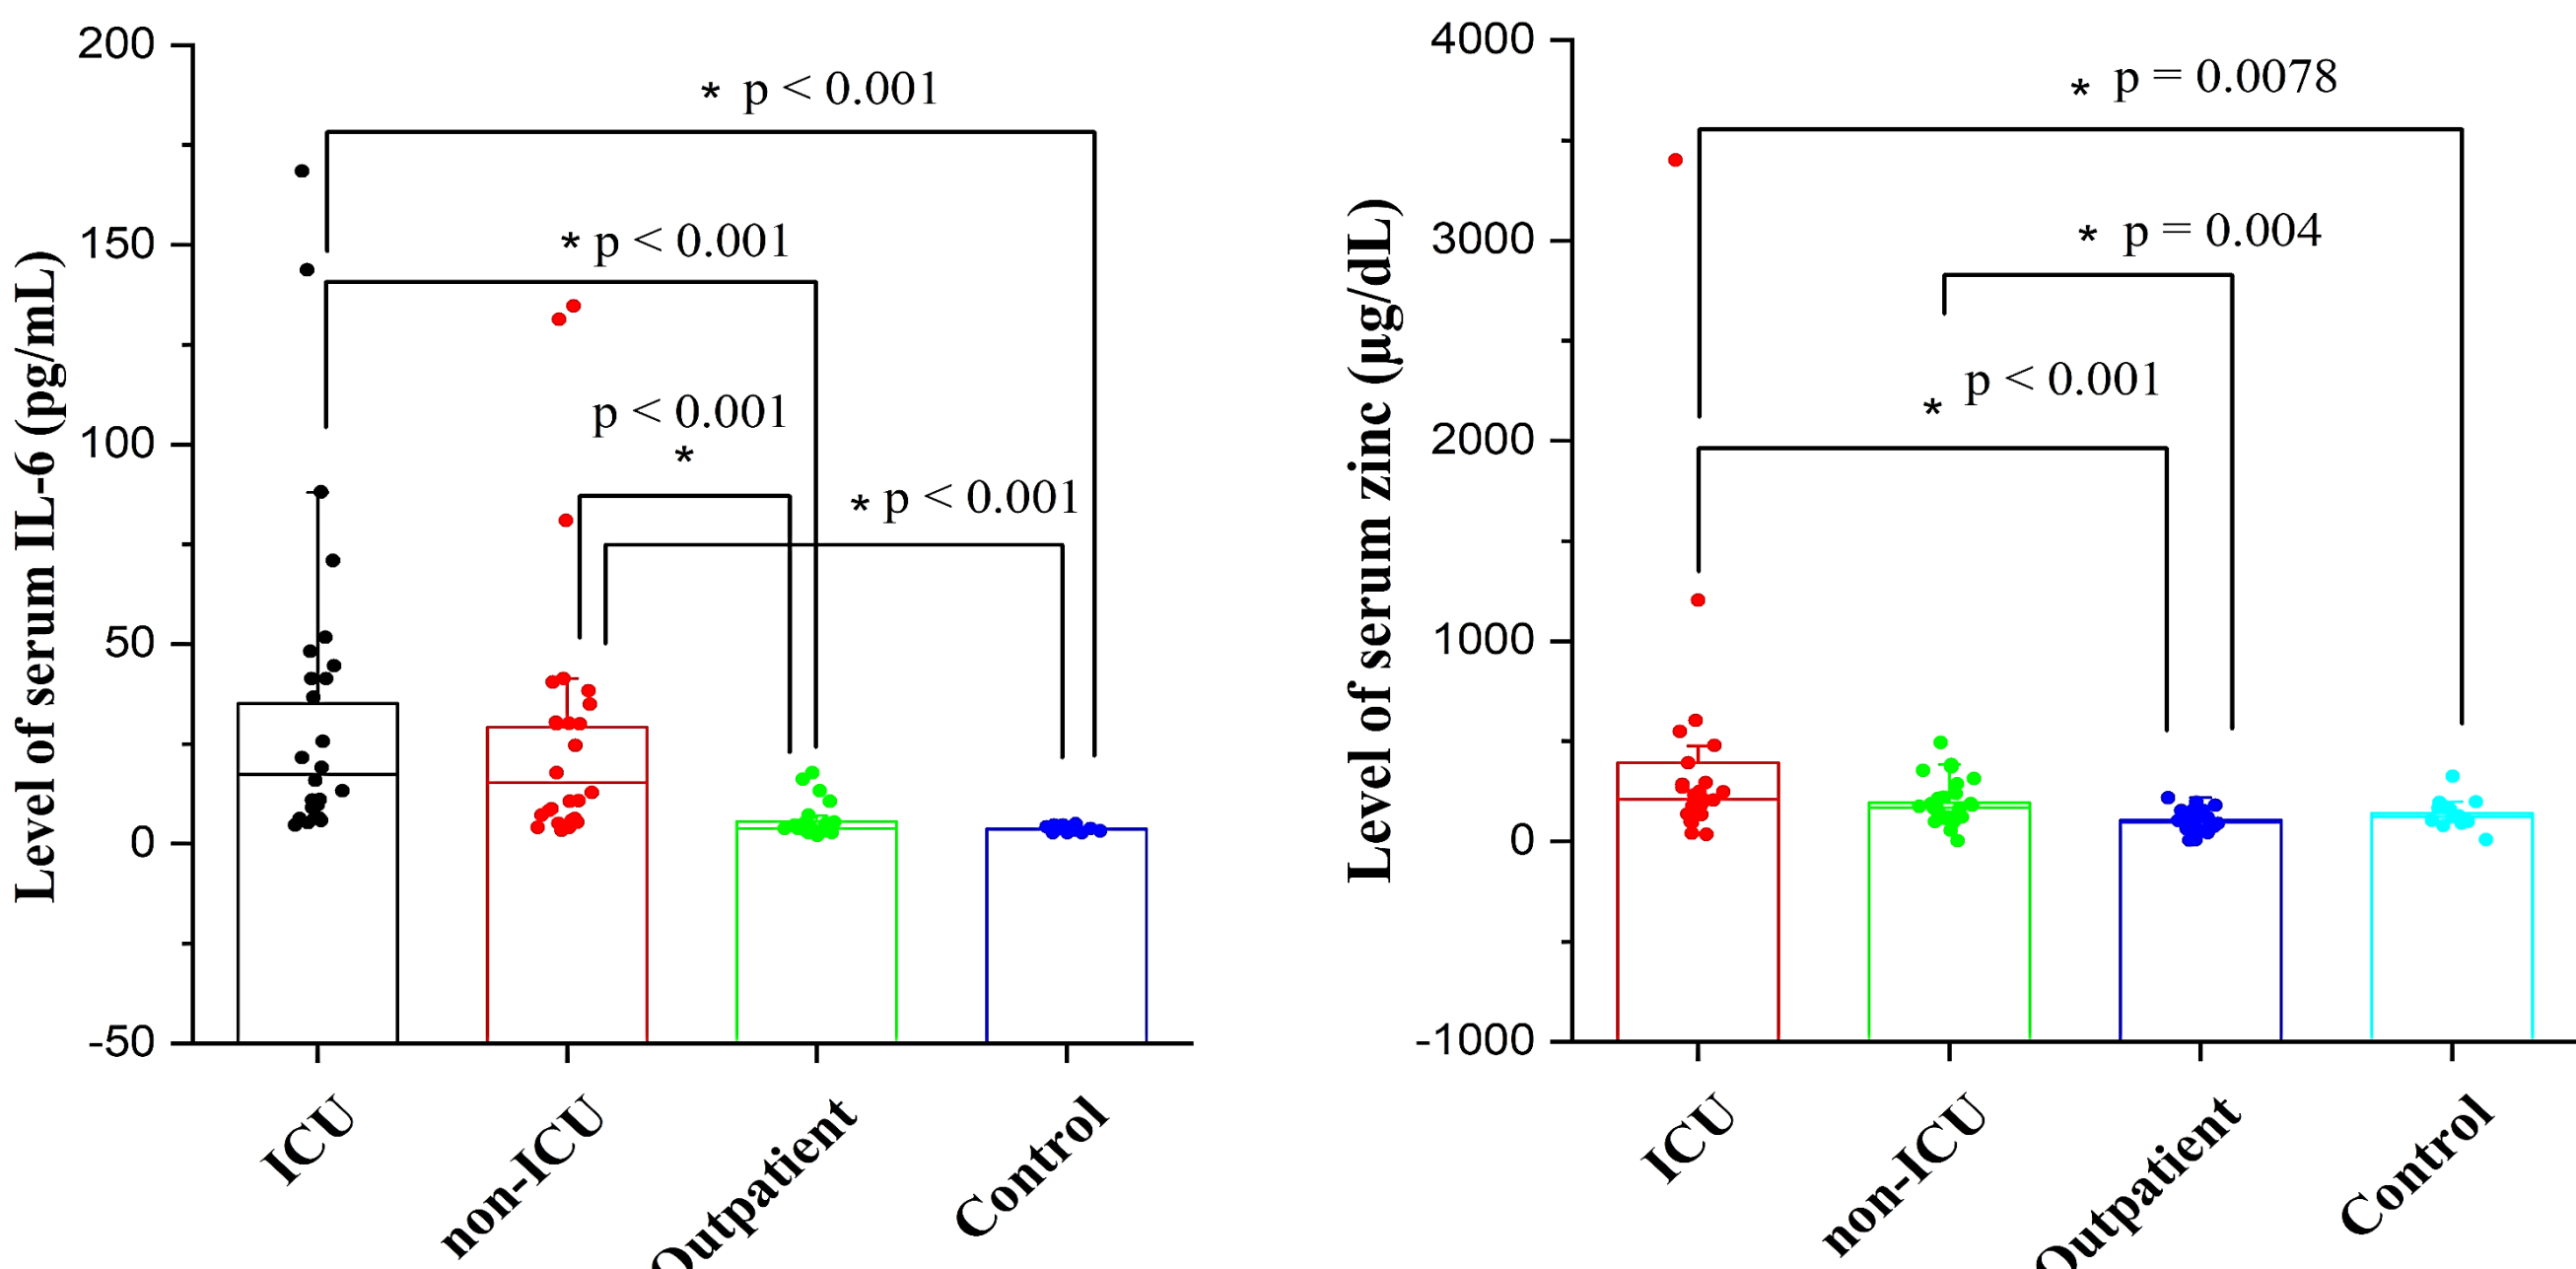 Level of serum IL-6 (pg/mL)
200
150
100
50
0
-50
* p < 0.001
* p < 0.001
p < 0.001
*
* p < 0.001
ICU
non-ICU
Outpatient
Control
Level of serum zinc (µg/dL)
4000
3000
2000
1000
0
-1000
* p = 0.0078
* p = 0.004
p < 0.001
*
ICU
non-ICU
Outpatient
Control